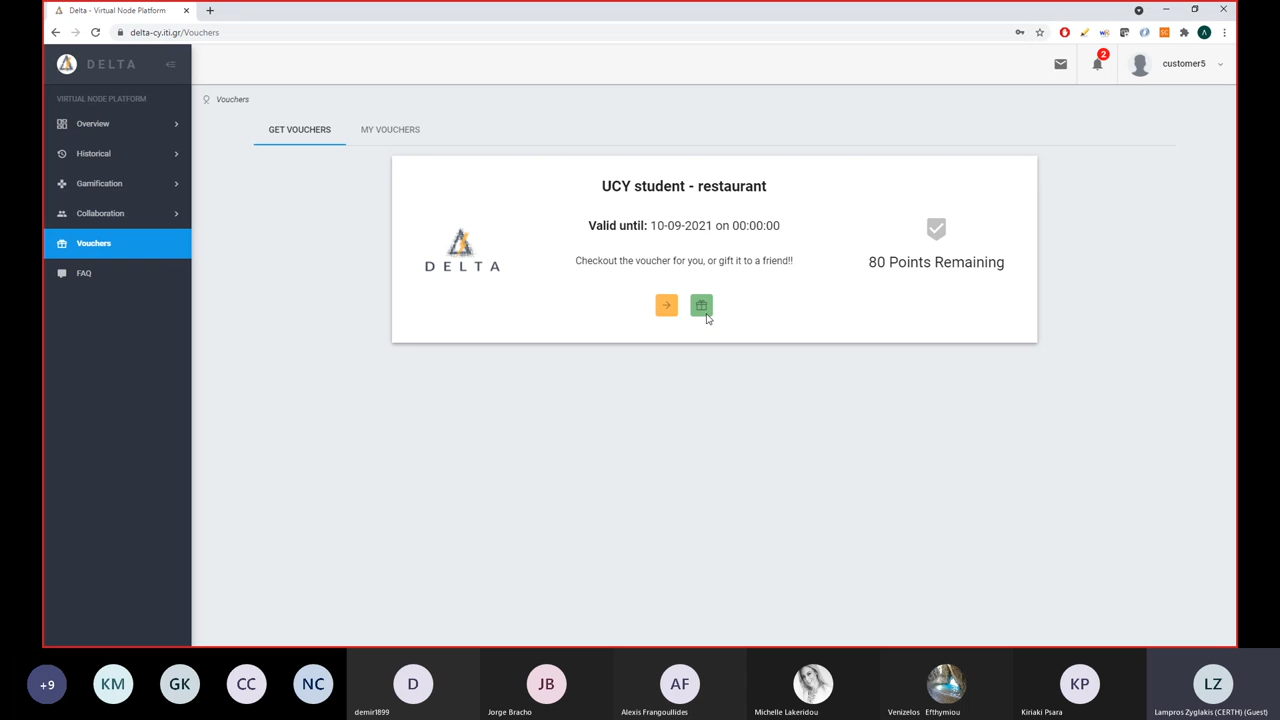 Delta - Virtual Node Platform
delta-cy.iti.gr/Vouchers
DELTA
2
customer5
VIRTUAL NODE PLATFORM
Overview
Historical
Gamification
Collaboration
Vouchers
FAQ
Vouchers
GET VOUCHERS
MY VOUCHERS
UCY student - restaurant
Valid until: 10-09-2021 on 00:00:00
DELTA
Checkout the voucher for you, or gift it to a friend!!
80 Points Remaining
+9
KM
GK
CC
NC
D
demir1899
JB
Jorge Bracho
AF
Alexis Frangoullides
Michelle Lakeridou
Venizelos Efthymiou
KP
Kiriaki Psara
LZ
Lampros Zyglakis (CERTH) (Guest)